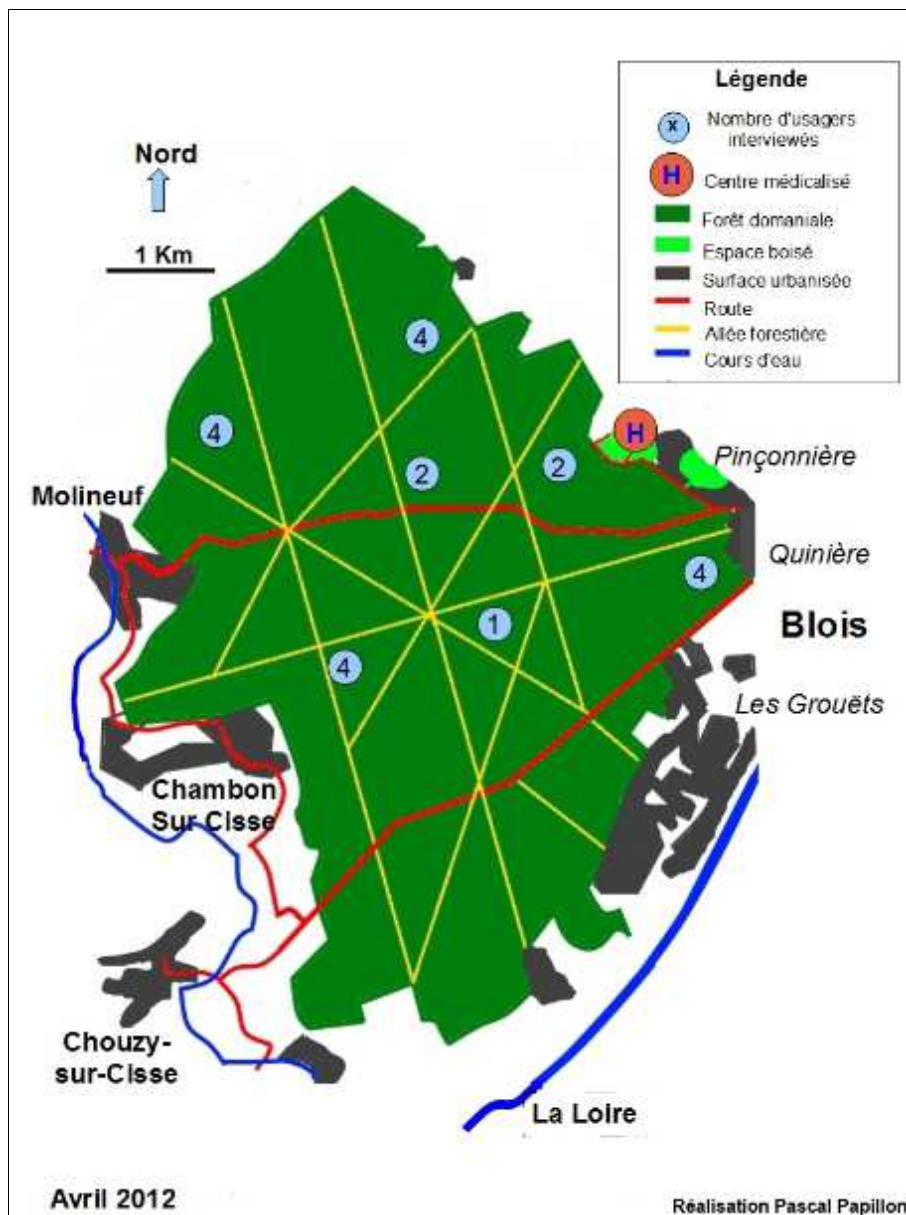 Légende
x
Nombre d'usagers
interviewés
H
Centre médicalisé
Forêt domaniale
Espace boisé
Surface urbanisée
Route
Allée forestière
Cours d'eau
Nord
1 Km
4
4
2
2
H
Pinçonnière
Molineuf
Quinière
4
1
Blois
4
Les Grouëts
Chambon
Sur Cisse
Chouzy-
sur-Cisse
La Loire
Avril 2012
Réalisation Pascal Papillon